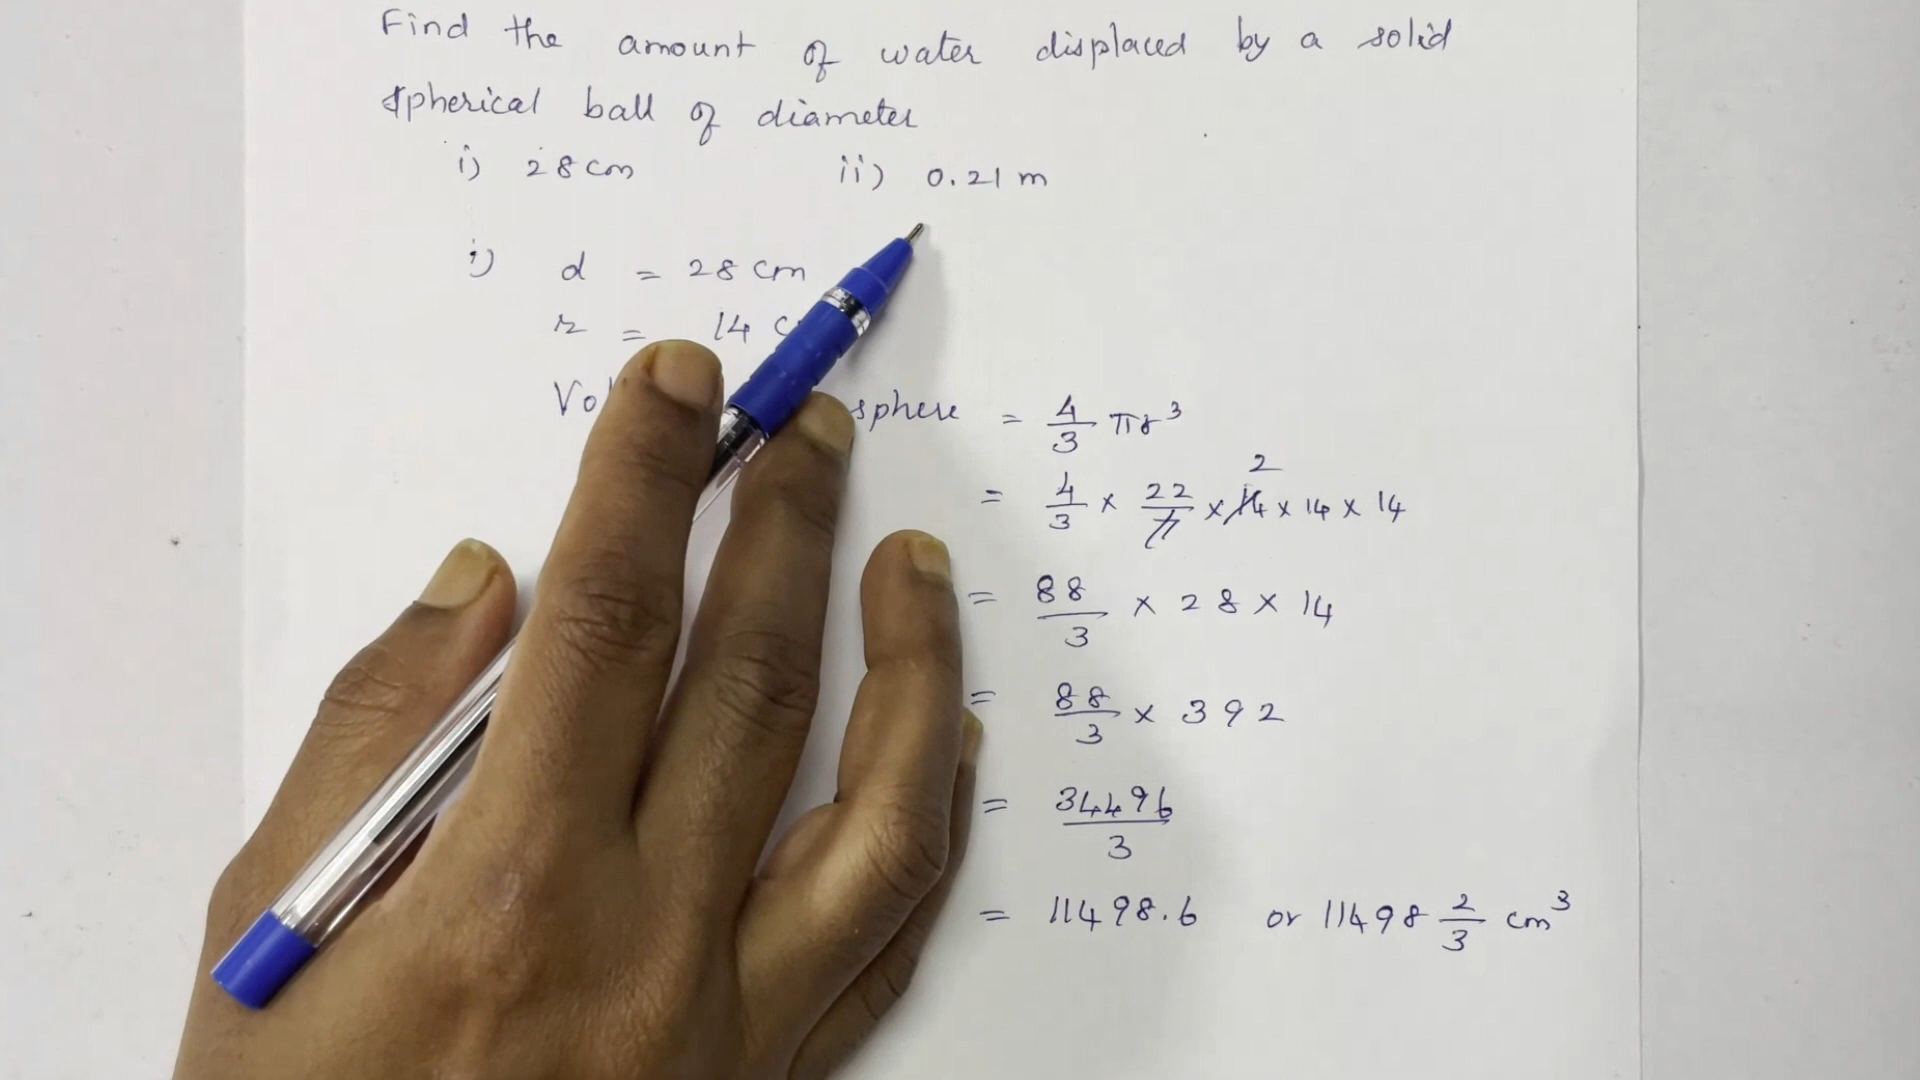 Find the amount of water displaced by a solid
spherical ball of diameter
i) 28 cm ii) 0.21 m
i) d = 28 cm
r = 14
sphere = 4/3 πr³
= 4/3 × 22/7 × 14 2 × 14 × 14
= 88/3 × 28 × 14
= 88/3 × 392
= 34496/3
= 11498.6 or 11498 2/3 cm³